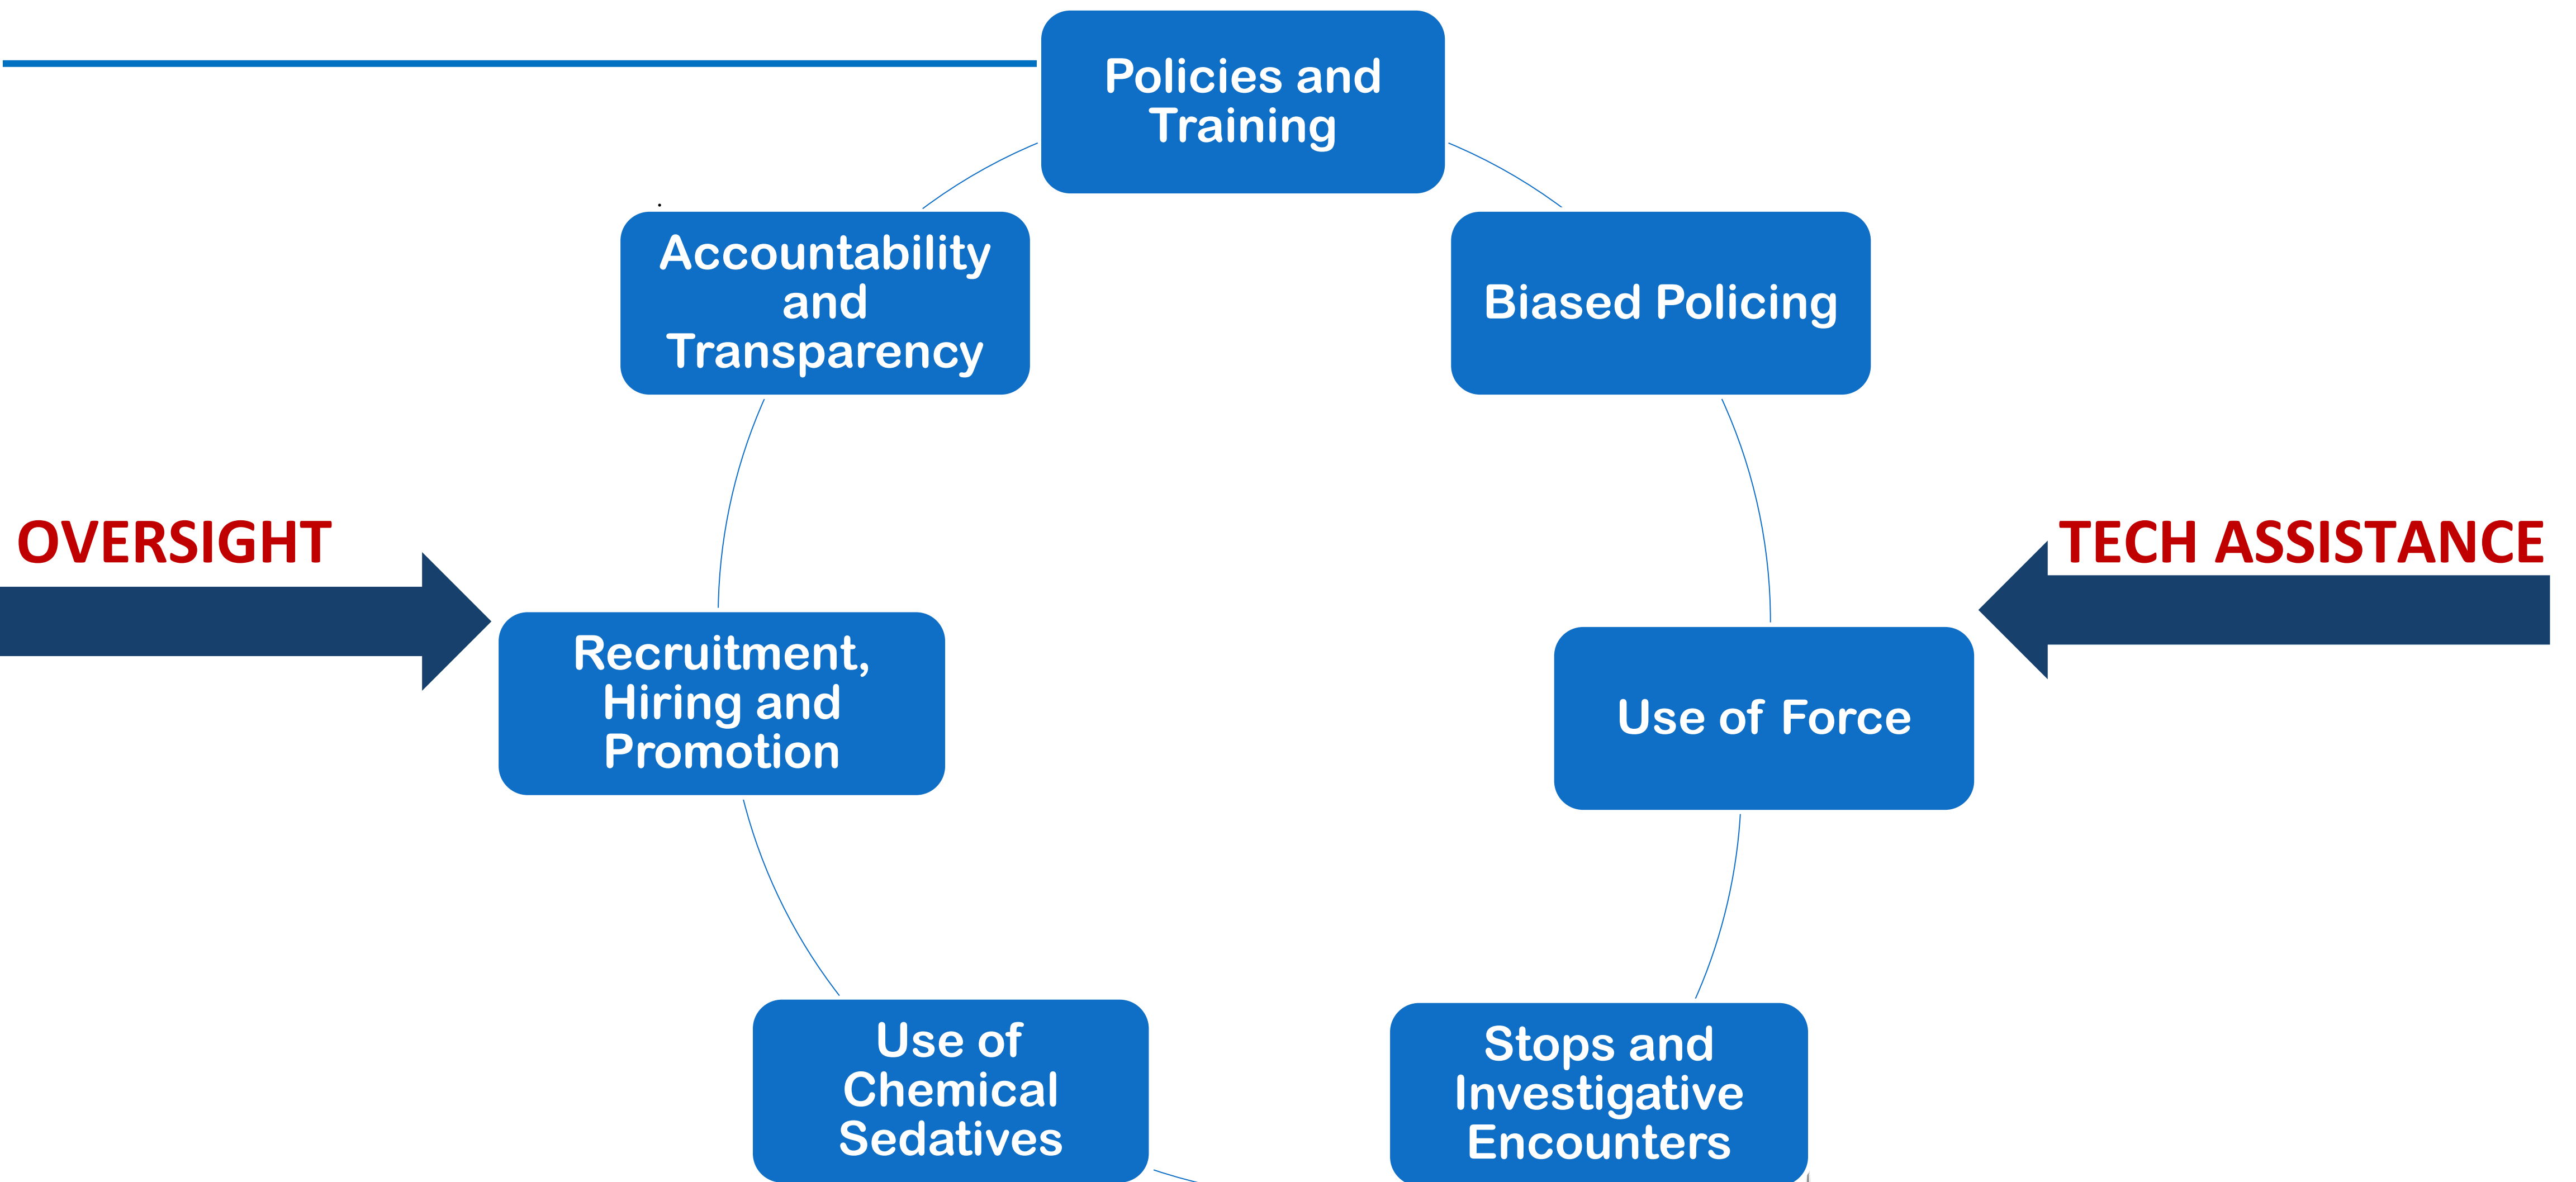 Policies and
Training
Accountability
and
Transparency
Biased Policing
OVERSIGHT
TECH ASSISTANCE
Recruitment,
Hiring and
Promotion
Use of Force
Use of
Chemical
Sedatives
Stops and
Investigative
Encounters